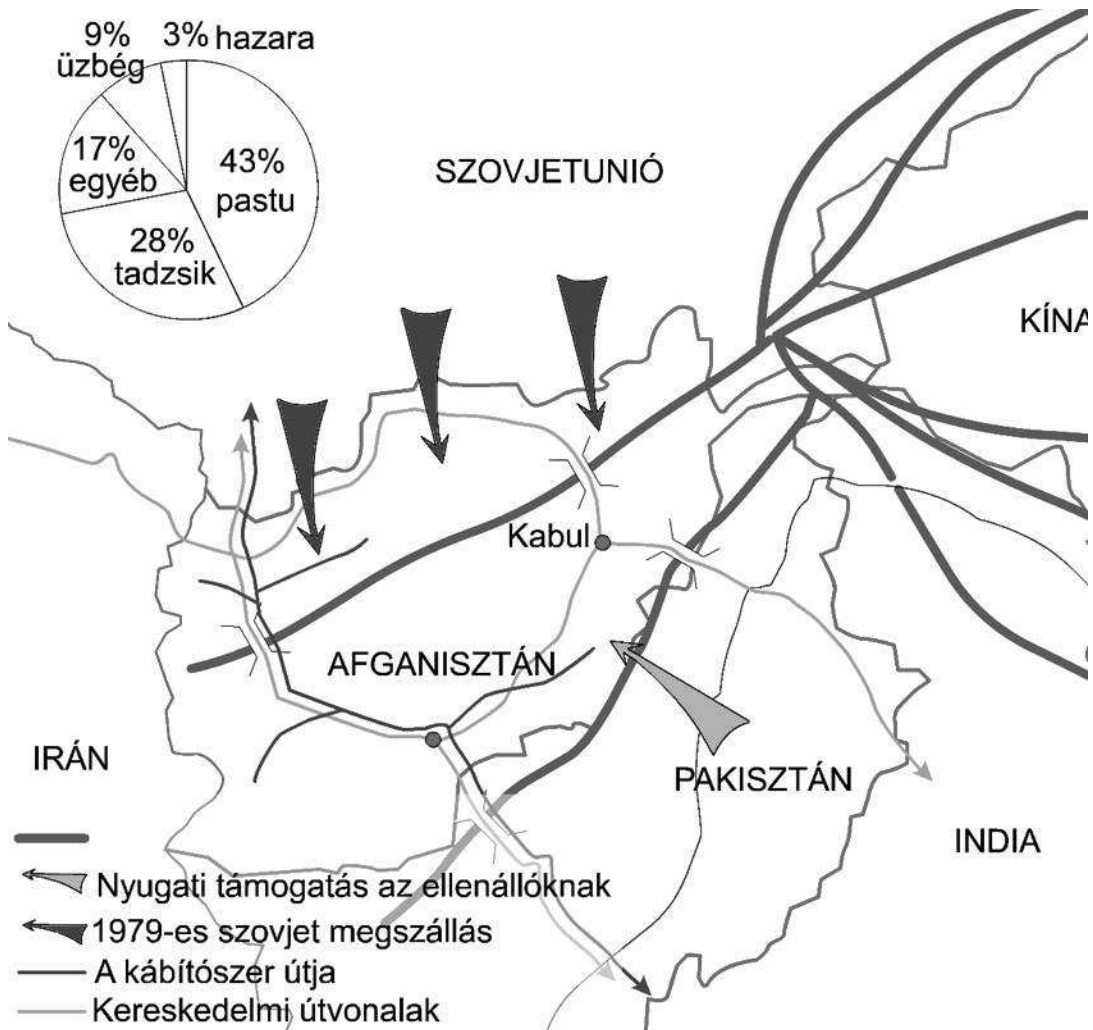 9%
üzbég
3% hazara
17%
egyéb
43%
pastu
28%
tadzsik
SZOVJETUNIÓ
KÍNA
Kabul
AFGANISZTÁN
IRÁN
PAKISZTÁN
INDIA
Nyugati támogatás az ellenállóknak
1979-es szovjet megszállás
A kábítószer útja
Kereskedelmi útvonalak